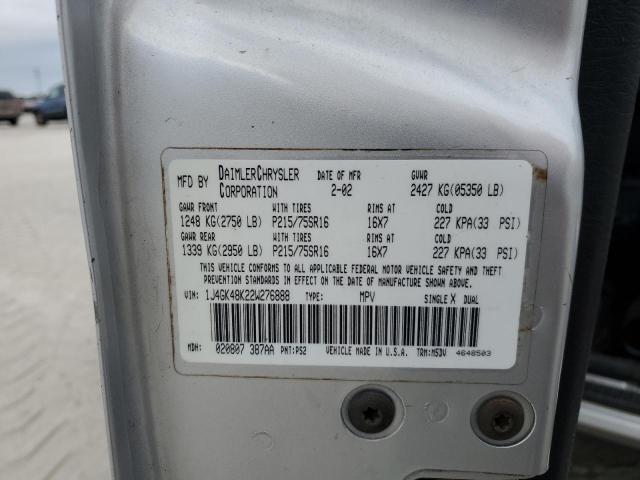 MFD BY DAIMLERCHRYSLER CORPORATION DATE OF MFR 2-02 GVWR 2427 KG(05350 LB)
GAWR FRONT WITH TIRES RIMS AT COLD
1248 KG(2750 LB) P215/75SR16 16X7 227 KPA(33 PSI)
GAWR REAR WITH TIRES RIMS AT COLD
1339 KG(2950 LB) P215/75SR16 16X7 227 KPA(33 PSI)
THIS VEHICLE CONFORMS TO ALL APPLICABLE FEDERAL MOTOR VEHICLE SAFETY AND THEFT
PREVENTION STANDARDS IN EFFECT ON THE DATE OF MANUFACTURE SHOWN ABOVE.
VIN: 1J4GK48K22W276888 TYPE: MPV SINGLE X DUAL
MDH: 020807 387AA PNT:PS2 VEHICLE MADE IN U.S.A. TRM:M5DV 4648503